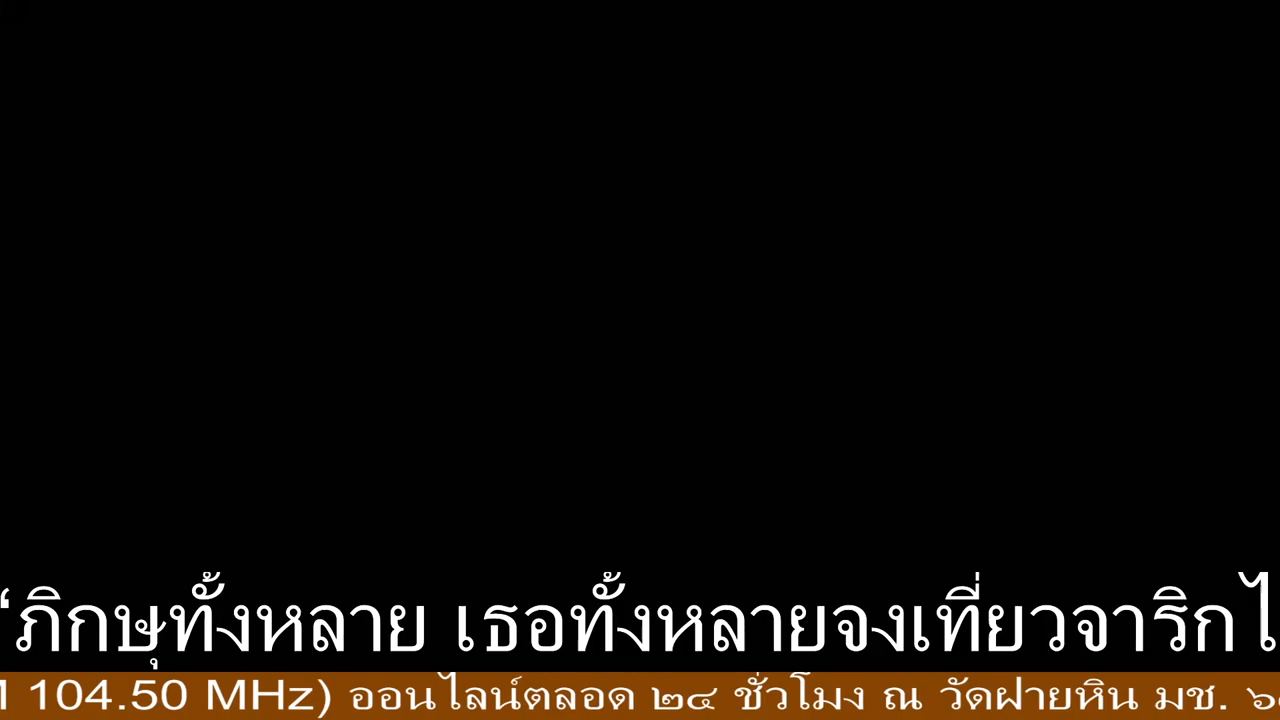 “ภิกษุทั้งหลาย เธอทั้งหลายจงเที่ยวจาริกไ
104.50 MHz) ออนไลน์ตลอด ๒๔ ชั่วโมง ณ วัดฝายหิน มช.